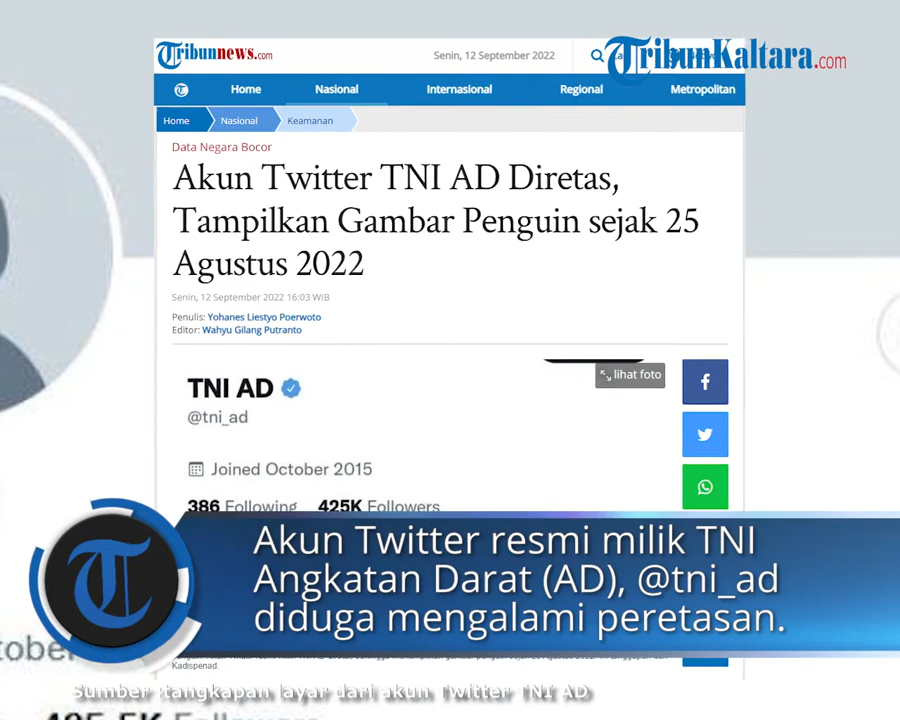 Tribunnews.com
Senin, 12 September 2022
TribunKaltara.com
Home Nasional Internasional Regional Metropolitan
Home Nasional Keamanan
Data Negara Bocor
Akun Twitter TNI AD Diretas,
Tampilkan Gambar Penguin sejak 25
Agustus 2022
Senin, 12 September 2022 16:03 WIB
Penulis: Yohanes Liestyo Poerwoto
Editor: Wahyu Gilang Putranto
lihat foto
TNI AD
@tni_ad
Joined October 2015
386 Following 425K Followers
Akun Twitter resmi milik TNI
Angkatan Darat (AD), @tni_ad
diduga mengalami peretasan.
Kadispenad.
Sumber : tangkapan layar dari akun Twitter TNI AD